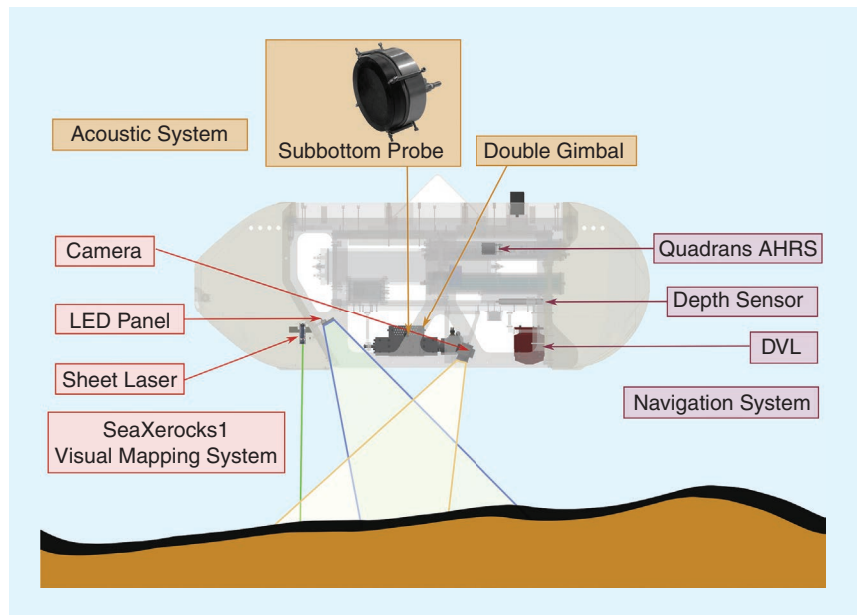 Acoustic System
Subbottom Probe
Double Gimbal
Camera
LED Panel
Sheet Laser
SeaXerocks1
Visual Mapping System
Quadrans AHRS
Depth Sensor
DVL
Navigation System